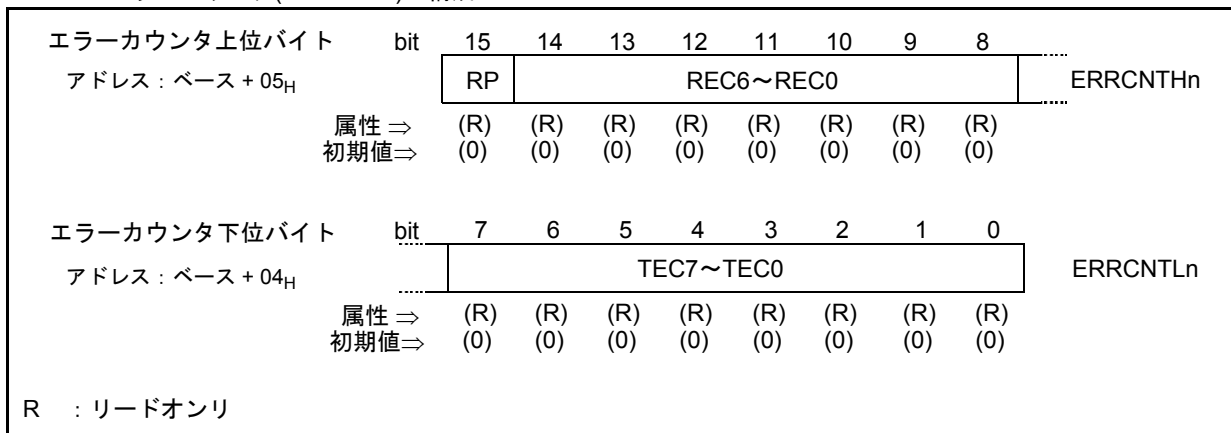 エラーカウンタ上位バイト bit 15 14 13 12 11 10 9 8
アドレス：ベース + 05H RP REC6～REC0 ERRCNTHn
属性 ⇒ (R) (R) (R) (R) (R) (R) (R) (R)
初期値⇒ (0) (0) (0) (0) (0) (0) (0) (0)
エラーカウンタ下位バイト bit 7 6 5 4 3 2 1 0
アドレス：ベース + 04H TEC7～TEC0 ERRCNTLn
属性 ⇒ (R) (R) (R) (R) (R) (R) (R) (R)
初期値⇒ (0) (0) (0) (0) (0) (0) (0) (0)
R ：リードオンリ